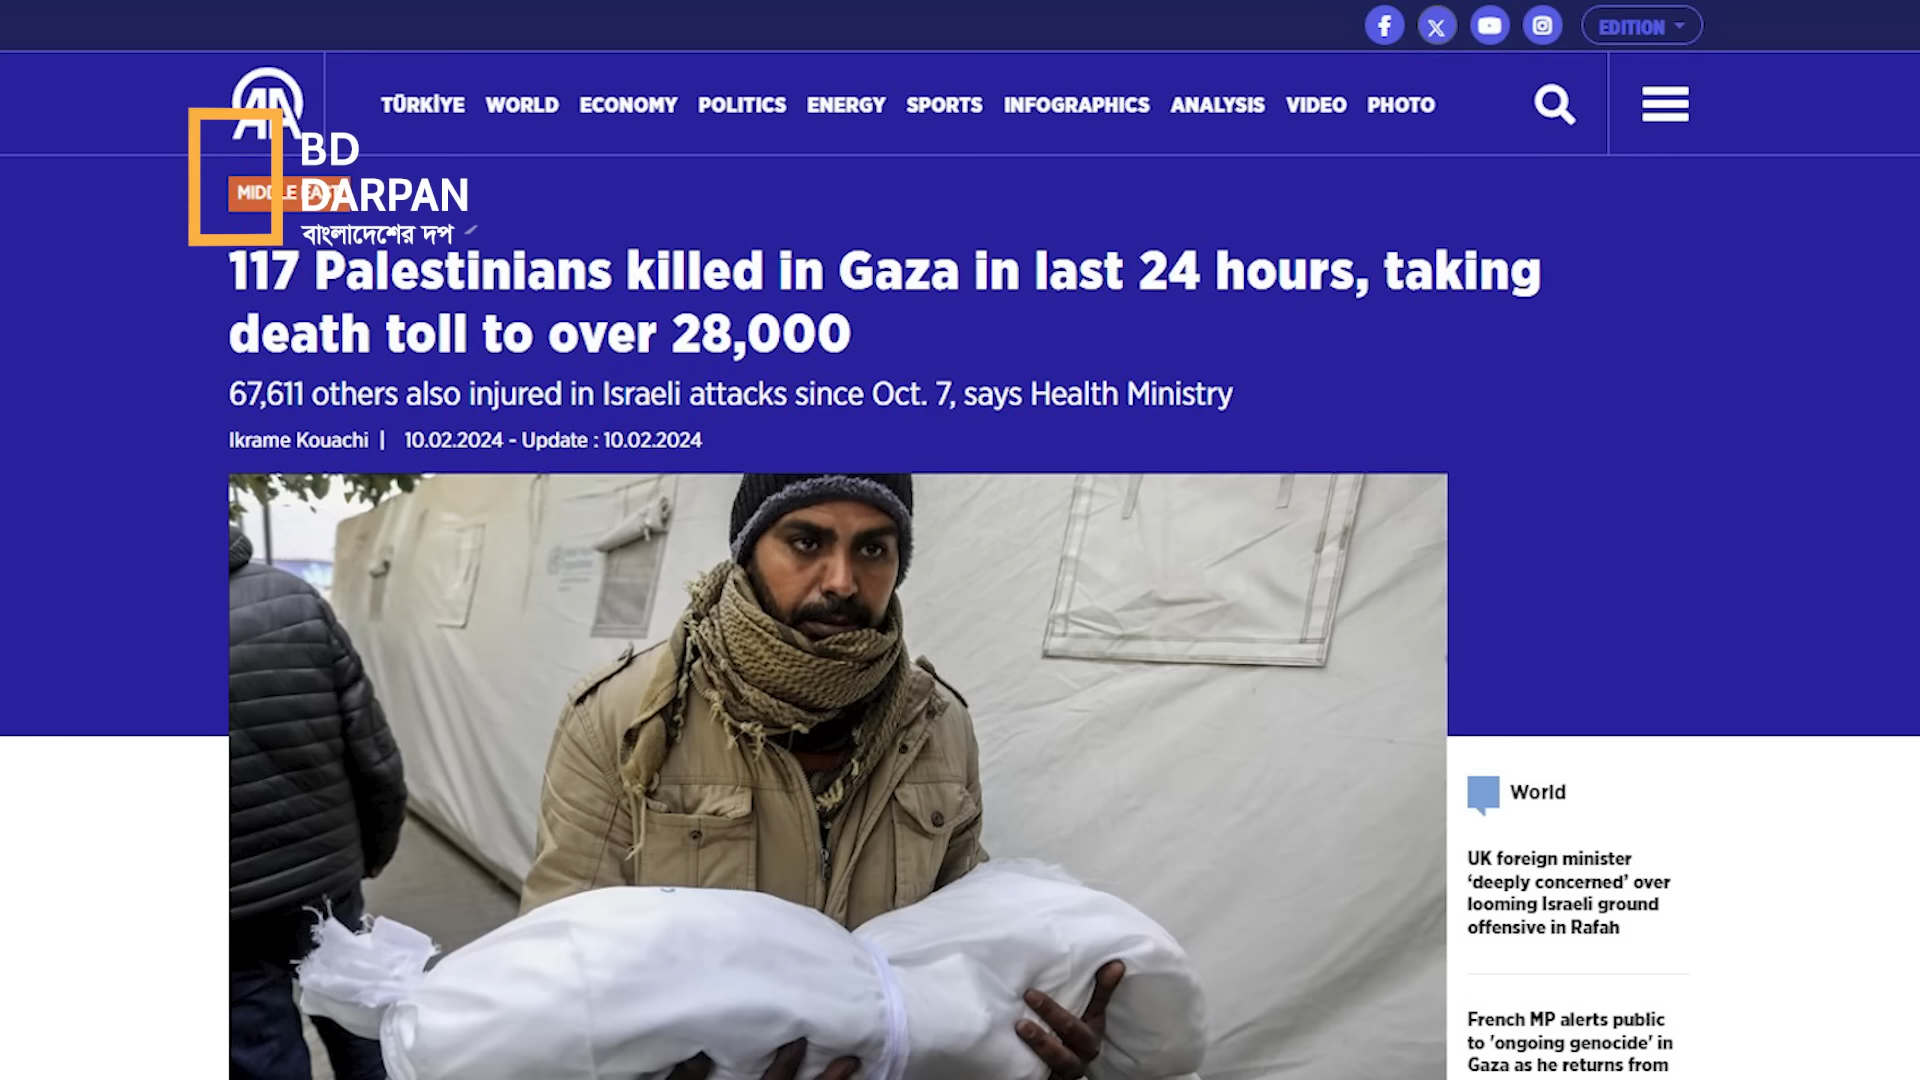 EDITION
AA
TÜRKİYE WORLD ECONOMY POLITICS ENERGY SPORTS INFOGRAPHICS ANALYSIS VIDEO PHOTO
BD
DARPAN
বাংলাদেশের দপ
MIDDLE EAST
117 Palestinians killed in Gaza in last 24 hours, taking
death toll to over 28,000
67,611 others also injured in Israeli attacks since Oct. 7, says Health Ministry
Ikrame Kouachi | 10.02.2024 - Update : 10.02.2024
World
UK foreign minister
‘deeply concerned’ over
looming Israeli ground
offensive in Rafah
French MP alerts public
to 'ongoing genocide' in
Gaza as he returns from